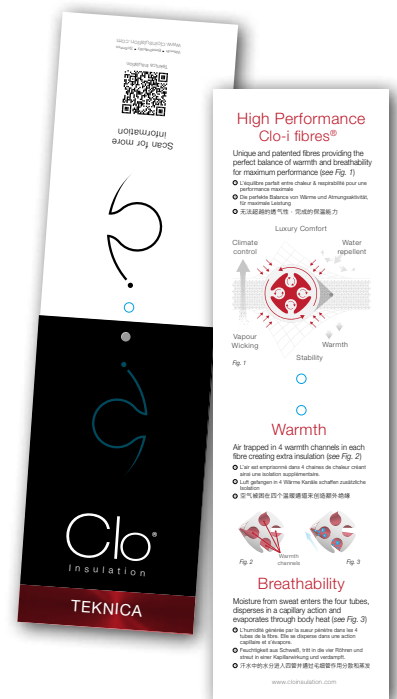 www.cloinsulation.com
Warmth • Breathability •
Teknica Insulation
Scan for more
information
Clo®
Insulation
TEKNICA
High Performance
Clo-i fibres®
Unique and patented fibres providing the
perfect balance of warmth and breathability
for maximum performance (see Fig. 1)
L'équilibre parfait entre chaleur & respirabilité pour une
performance maximale
Die perfekte Balance von Wärme und Atmungsaktivität,
für maximale Leistung
无法超越的透气性，完成的保温能力
Luxury Comfort
Climate
control
Water
repellent
Vapour
Wicking
Warmth
Fig. 1
Stability
Warmth
Air trapped in 4 warmth channels in each
fibre creating extra insulation (see Fig. 2)
L'air est emprisonné dans 4 chaines de chaleur créant
ainsi une isolation supplémentaire.
Luft gefangen in 4 Wärme Kanäle schaffen zusätzliche
Isolation
空气被困在四个温暖通道来创造额外绝缘
Fig. 2
Warmth
channels
Fig. 3
Breathability
Moisture from sweat enters the four tubes,
disperses in a capillary action and
evaporates through body heat (see Fig. 3)
L'humidité générée par la sueur pénètre dans les 4
tubes de la fibre. Elle se disperse dans une action
capillaire et s'évapore.
Feuchtigkeit aus Schweiß, tritt in die vier Röhren und
streut in einer Kapillarwirkung und verdampft.
汗水中的水分进入四管并通过毛细管作用分散和蒸发
www.cloinsulation.com